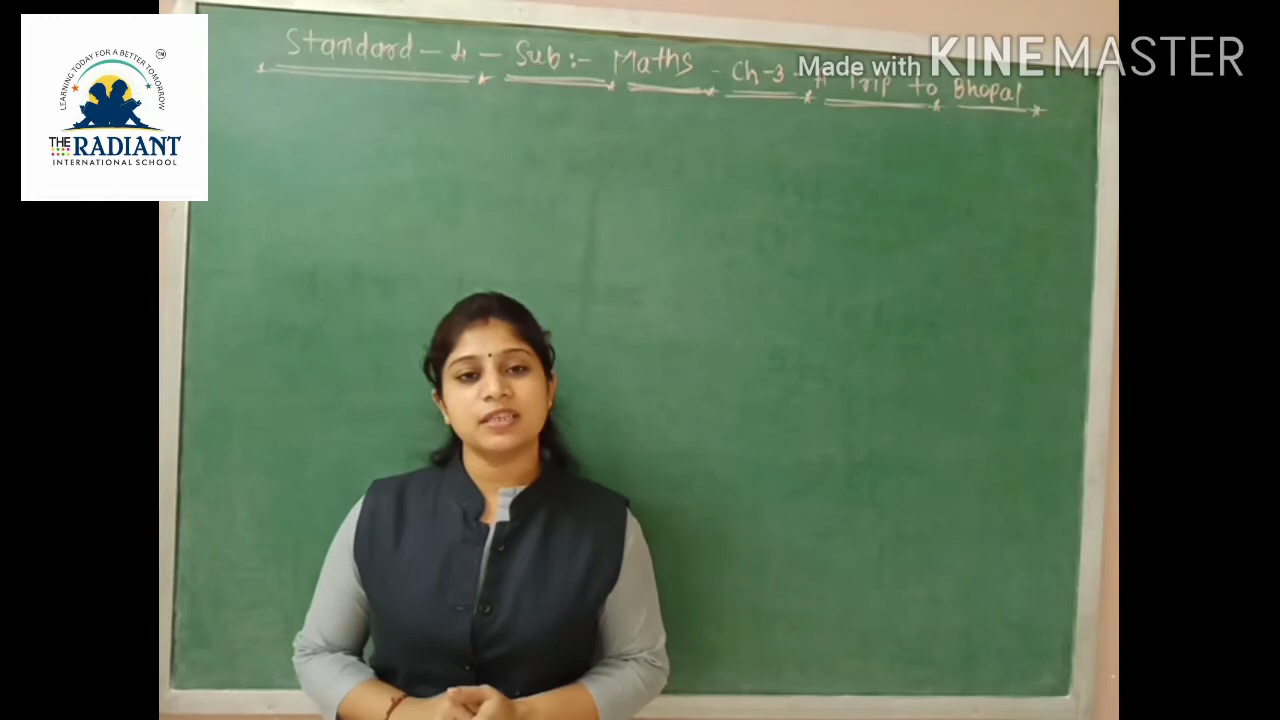 Standard - 4 - Sub:- Maths - Ch-3 - A Trip to Bhopal
Made with KINEMASTER
LEARNING TODAY FOR A BETTER TOMORROW
TM
THE RADIANT
INTERNATIONAL SCHOOL